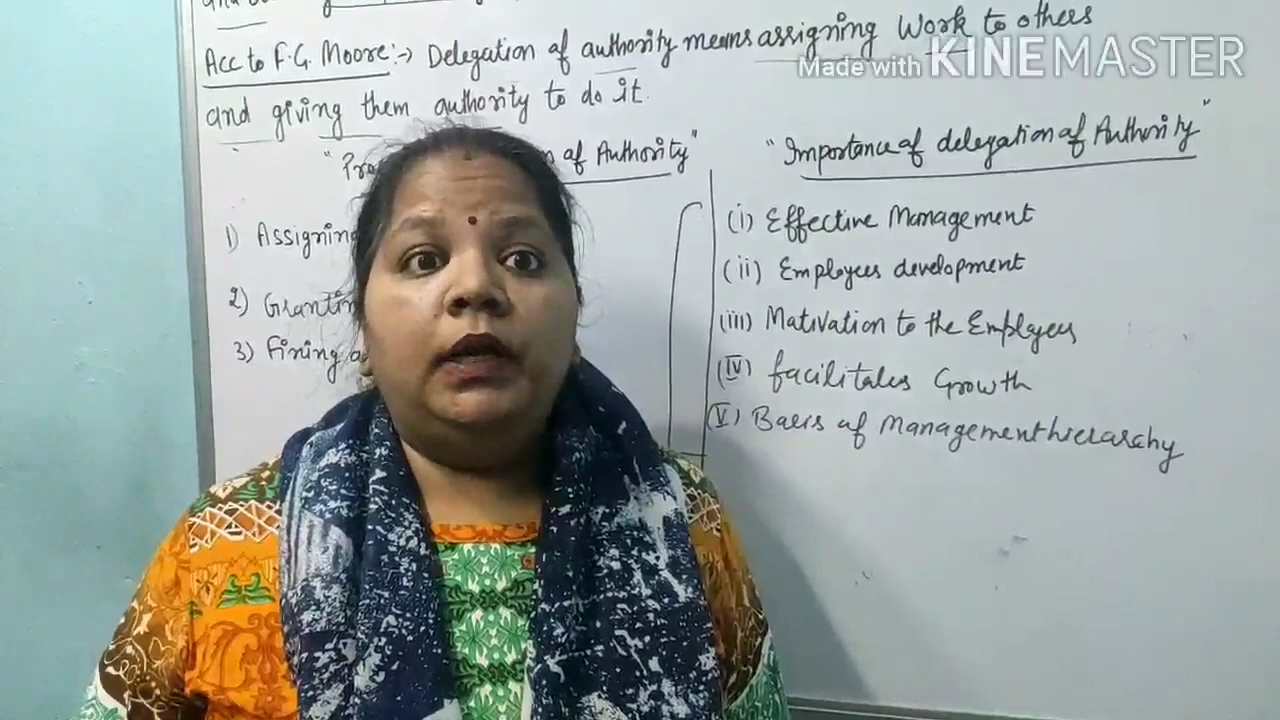 Acc to F.G. Moore:→ Delegation of authority means assigning work to others
and giving them authority to do it.
Made with KINEMASTER
of Authority"
1) Assigning
2) Grantin
3) Fixing a
"Importance of delegation of Authority"
(i) Effective Management
(ii) Employees development
(iii) Mativation to the Employees
(IV) facilitates Growth
(V) Basis of management hierarchy